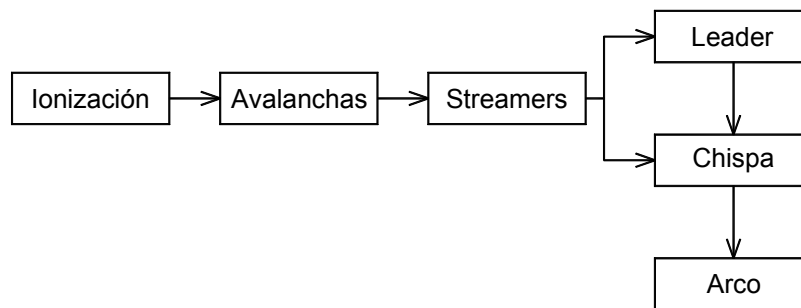 Ionización
Avalanchas
Streamers
Leader
Chispa
Arco